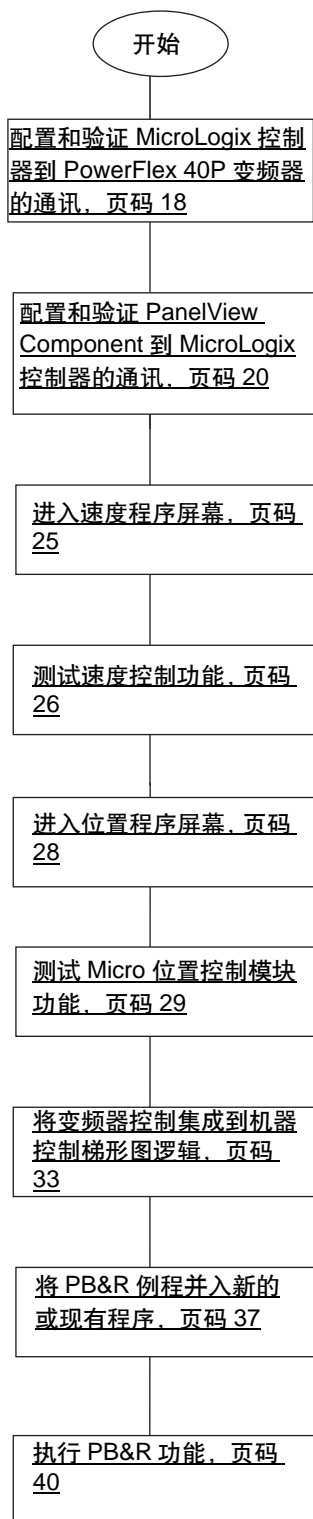 开始
配置和验证 MicroLogix 控制
器到 PowerFlex 40P 变频器
的通讯，页码 18
配置和验证 PanelView
Component 到 MicroLogix
控制器的通讯，页码 20
进入速度程序屏幕，页码
25
测试速度控制功能，页码
26
进入位置程序屏幕，页码
28
测试 Micro 位置控制模块
功能，页码 29
将变频器控制集成到机器
控制梯形图逻辑，页码
33
将 PB&R 例程并入新的
或现有程序，页码 37
执行 PB&R 功能，页码
40